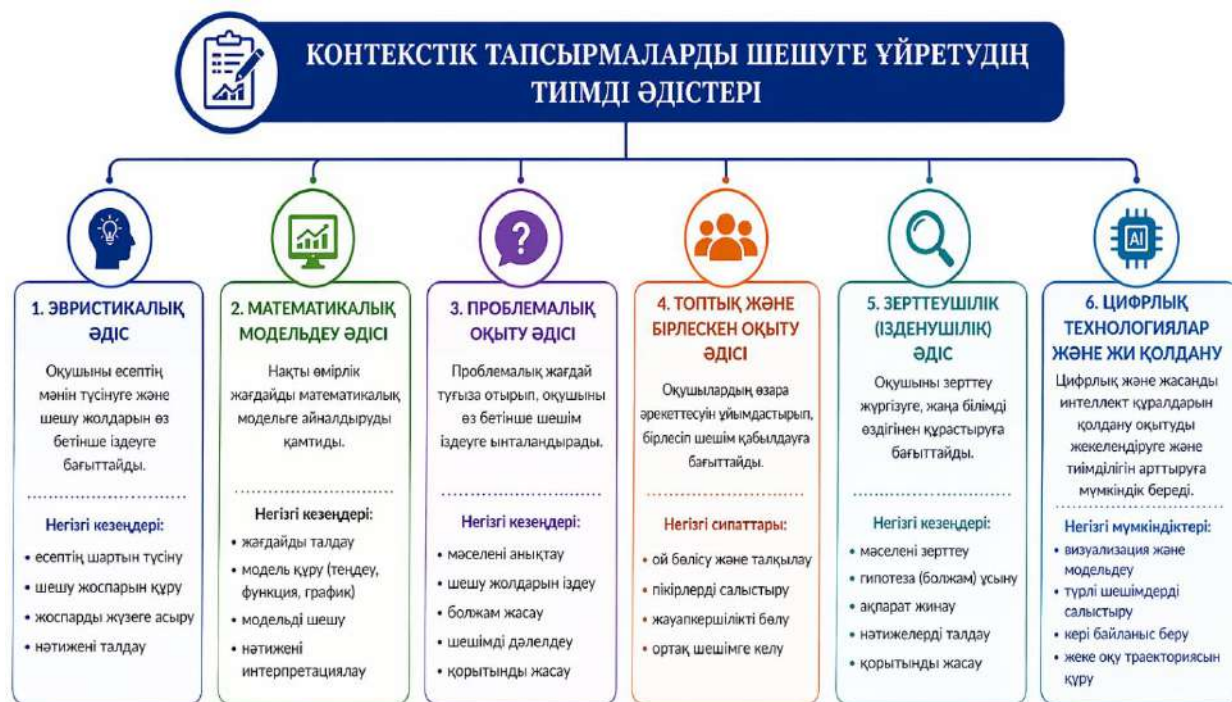 КОНТЕКСТІК ТАПСЫРМАЛАРДЫ ШЕШУГЕ ҮЙРЕТУДІҢ
ТИІМДІ ӘДІСТЕРІ
1. ЭВРИСТИКАЛЫҚ
ӘДІС
Оқушыны есептің
мәнін түсінуге және
шешу жолдарын өз
бетінше іздеуге
бағыттайды.
Негізгі кезеңдері:
• есептің шартын түсіну
• шешу жоспарын құру
• жоспарды жүзеге асыру
• нәтижені талдау
2. МАТЕМАТИКАЛЫҚ
МОДЕЛЬДЕУ ӘДІСІ
Нақты өмірлік
жағдайды математикалық
модельге айналдыруды
қамтиды.
Негізгі кезеңдері:
• жағдайды талдау
• модель құру (теңдеу,
функция, график)
• модельді шешу
• нәтижені
интерпретациялау
3. ПРОБЛЕМАЛЫҚ
ОҚЫТУ ӘДІСІ
Проблемалық жағдай
туғыза отырып, оқушыны
өз бетінше шешім
іздеуге ынталандырады.
Негізгі кезеңдері:
• мәселені анықтау
• шешу жолдарын іздеу
• болжам жасау
• шешімді дәлелдеу
• қорытынды жасау
4. ТОПТЫҚ ЖӘНЕ
БІРЛЕСКЕН ОҚЫТУ
ӘДІСІ
Оқушылардың өзара
әрекеттесуін ұйымдастырып,
бірлесіп шешім қабылдауға
бағыттайды.
Негізгі сипаттары:
• ой бөлісу және талқылау
• пікірлерді салыстыру
• жауапкершілікті бөлу
• ортақ шешімге келу
5. ЗЕРТТЕУШІЛІК
(ІЗДЕНУШІЛІК)
ӘДІС
Оқушыны зерттеу
жүргізуге, жаңа білімді
өздігінен құрастыруға
бағыттайды.
Негізгі кезеңдері:
• мәселені зерттеу
• гипотеза (болжам) ұсыну
• ақпарат жинау
• нәтижелерді талдау
• қорытынды жасау
AI
6. ЦИФРЛЫҚ
ТЕХНОЛОГИЯЛАР
ЖӘНЕ ЖИ ҚОЛДАНУ
Цифрлық және жасанды
интеллект құралдарын
қолдану оқытуды
жекелендіруге және
тиімділігін арттыруға
мүмкіндік береді.
Негізгі мүмкіндіктері:
• визуализация және
модельдеу
• түрлі шешімдерді
салыстыру
• кері байланыс беру
• жеке оқу траекториясын
құру